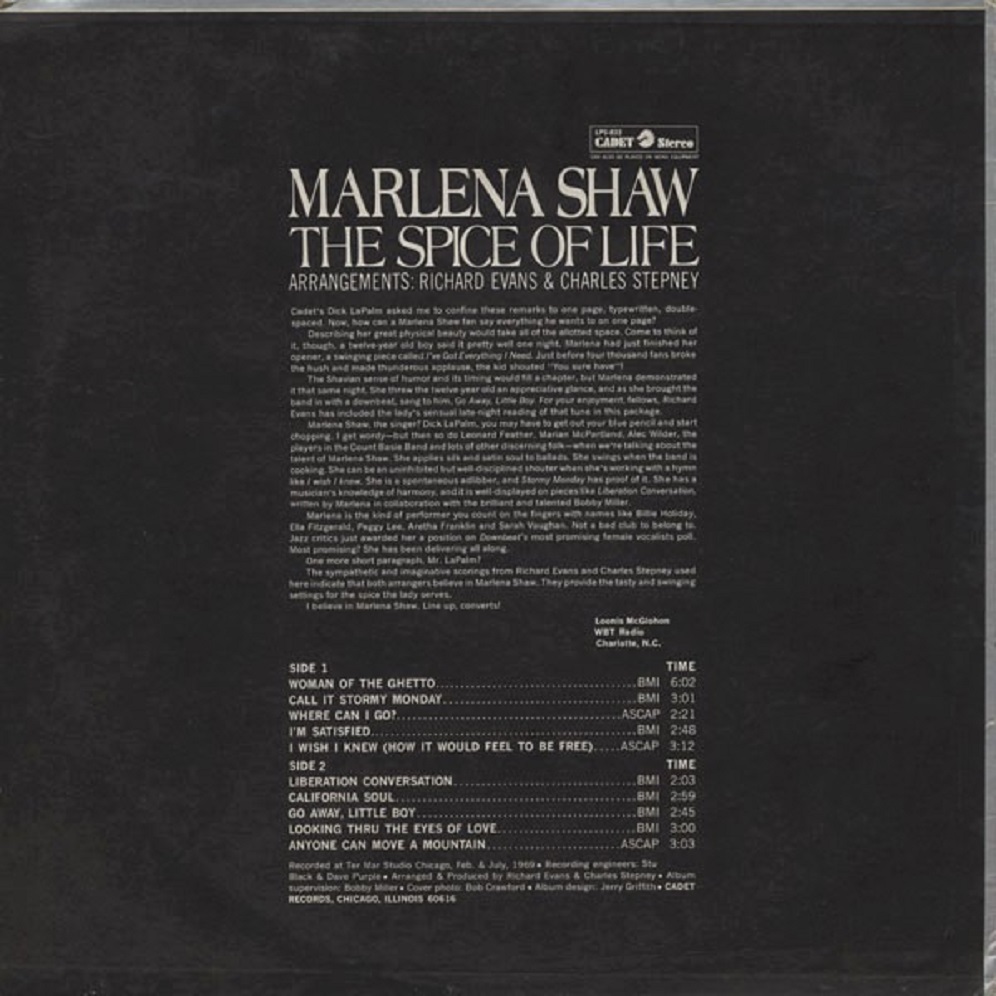 LPS-833
CADET Stereo
CAN ALSO BE PLAYED ON MONO EQUIPMENT
MARLENA SHAW
THE SPICE OF LIFE
ARRANGEMENTS: RICHARD EVANS & CHARLES STEPNEY
Cadet's Dick LaPalm asked me to confine these remarks to one page, typewritten, double-
spaced. Now, how can a Marlena Shaw fan say everything he wants to on one page?
Describing her great physical beauty would take all of the allotted space. Come to think of
it, though, a twelve-year old boy said it pretty well one night. Marlena had just finished her
opener, a swinging piece called I've Got Everything I Need. Just before four thousand fans broke
the hush and made thunderous applause, the kid shouted "You sure have"!
The Shavian sense of humor and its timing would fill a chapter, but Marlena demonstrated
it that same night. She threw the twelve year old an appreciative glance, and as she brought the
band in with a downbeat, sang to him, Go Away, Little Boy. For your enjoyment, fellows, Richard
Evans has included the lady's sensual late-night reading of that tune in this package.
Marlena Shaw, the singer? Dick LaPalm, you may have to get out your blue pencil and start
chopping. I get wordy—but then so do Leonard Feather, Marian McPartland, Alec Wilder, the
players in the Count Basie Band and lots of other discerning folk—when we're talking about the
talent of Marlena Shaw. She applies silk and satin soul to ballads. She swings when the band is
cooking. She can be an uninhibited but well-disciplined shouter when she's working with a hymn
like I wish I knew. She is a spontaneous adlibber, and Stormy Monday has proof of it. She has a
musician's knowledge of harmony, and it is well-displayed on pieces like Liberation Conversation,
written by Marlena in collaboration with the brilliant and talented Bobby Miller.
Marlena is the kind of performer you count on the fingers with names like Billie Holiday,
Ella Fitzgerald, Peggy Lee, Aretha Franklin and Sarah Vaughan. Not a bad club to belong to.
Jazz critics just awarded her a position on Downbeat's most promising female vocalists poll.
Most promising? She has been delivering all along.
One more short paragraph, Mr. LaPalm?
The sympathetic and imaginative scorings from Richard Evans and Charles Stepney used
here indicate that both arrangers believe in Marlena Shaw. They provide the tasty and swinging
settings for the spice the lady serves.
I believe in Marlena Shaw. Line up, converts!
Loonis McGlohon
WBT Radio
Charlotte, N.C.
SIDE 1 TIME
WOMAN OF THE GHETTO BMI 6:02
CALL IT STORMY MONDAY BMI 3:01
WHERE CAN I GO? ASCAP 2:21
I'M SATISFIED BMI 2:48
I WISH I KNEW (HOW IT WOULD FEEL TO BE FREE) ASCAP 3:12
SIDE 2 TIME
LIBERATION CONVERSATION BMI 2:03
CALIFORNIA SOUL BMI 2:59
GO AWAY, LITTLE BOY BMI 2:45
LOOKING THRU THE EYES OF LOVE BMI 3:00
ANYONE CAN MOVE A MOUNTAIN ASCAP 3:03
Recorded at Ter Mar Studio Chicago, Feb. & July, 1969 • Recording engineers: Stu
Black & Dave Purple • Arranged & Produced by Richard Evans & Charles Stepney • Album
supervision: Bobby Miller • Cover photo: Bob Crawford • Album design: Jerry Griffith • CADET
RECORDS, CHICAGO, ILLINOIS 60616